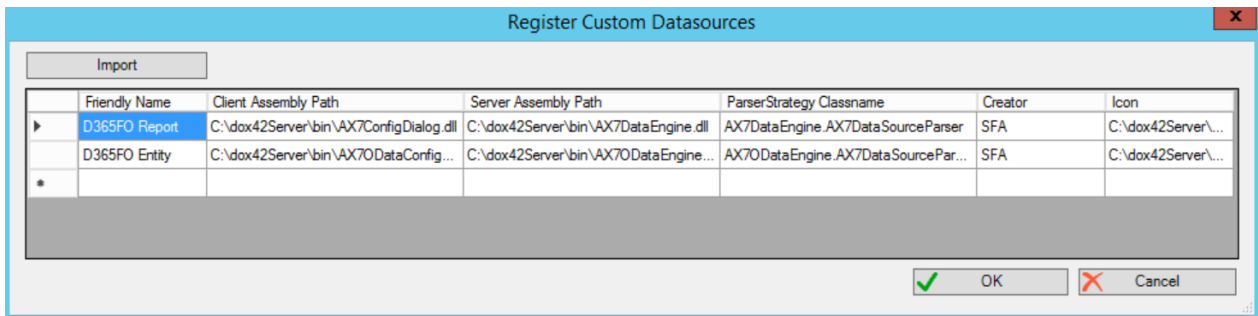 Register Custom Datasources
x
Import
Friendly Name Client Assembly Path Server Assembly Path ParserStrategy Classname Creator Icon
D365FO Report C:\dox42Server\bin\AX7ConfigDialog.dll C:\dox42Server\bin\AX7DataEngine.dll AX7DataEngine.AX7DataSourceParser SFA C:\dox42Server\...
D365FO Entity C:\dox42Server\bin\AX7ODataConfig... C:\dox42Server\bin\AX7ODataEngine... AX7ODataEngine.AX7DataSourcePar... SFA C:\dox42Server\...
OK Cancel